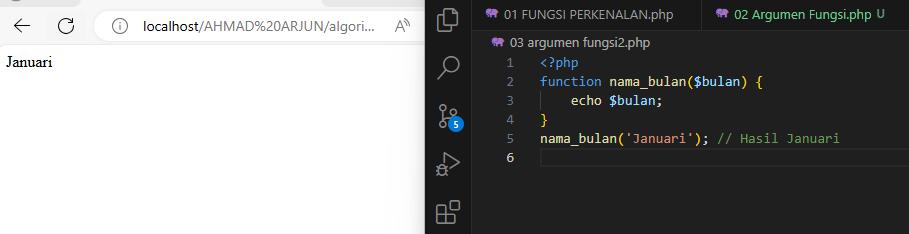 localhost/AHMAD%20ARJUN/algori...
Januari
01 FUNGSI PERKENALAN.php
02 Argumen Fungsi.php U
03 argumen fungsi2.php
1 <?php
2 function nama_bulan($bulan) {
3     echo $bulan;
4 }
5 nama_bulan('Januari'); // Hasil Januari
6
5